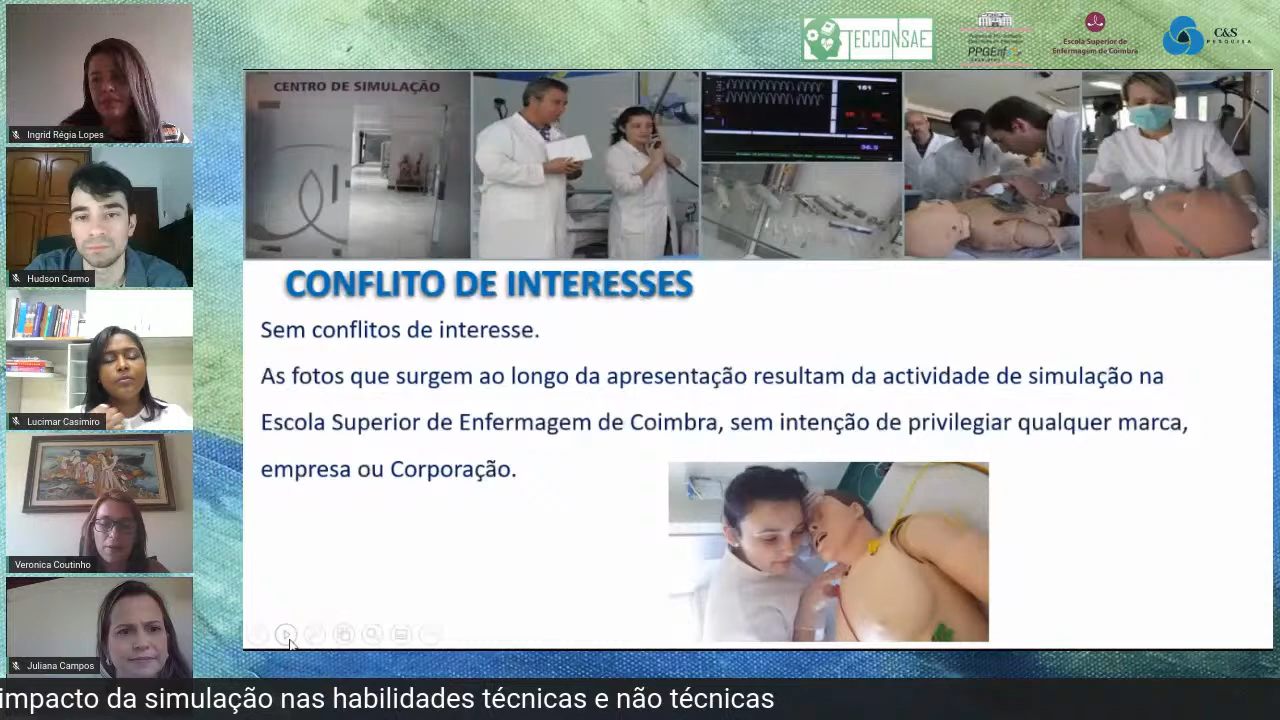 TECCONSAE
PPGEnf
Escola Superior de
Enfermagem de Coimbra
C&S
PESQUISA
CENTRO DE SIMULAÇÃO
Ingrid Régia Lopes
Hudson Carmo
Lucimar Casimiro
Veronica Coutinho
Juliana Campos
CONFLITO DE INTERESSES
Sem conflitos de interesse.
As fotos que surgem ao longo da apresentação resultam da actividade de simulação na
Escola Superior de Enfermagem de Coimbra, sem intenção de privilegiar qualquer marca,
empresa ou Corporação.
impacto da simulação nas habilidades técnicas e não técnicas